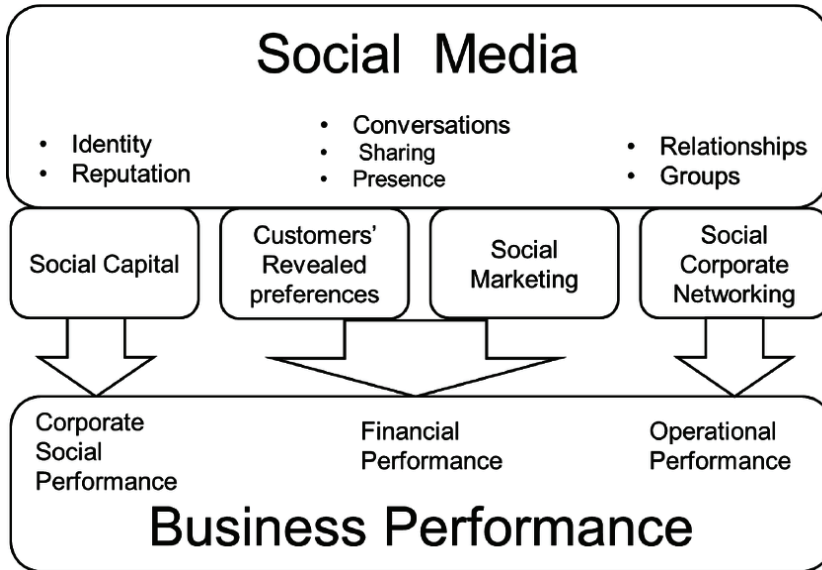 Social Media
• Identity
• Reputation
• Conversations
• Sharing
• Presence
• Relationships
• Groups
Social Capital
Customers’
Revealed
preferences
Social
Marketing
Social
Corporate
Networking
Corporate
Social
Performance
Financial
Performance
Operational
Performance
Business Performance